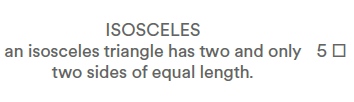 ISOSCELES
an isosceles triangle has two and only 5 □
two sides of equal length.